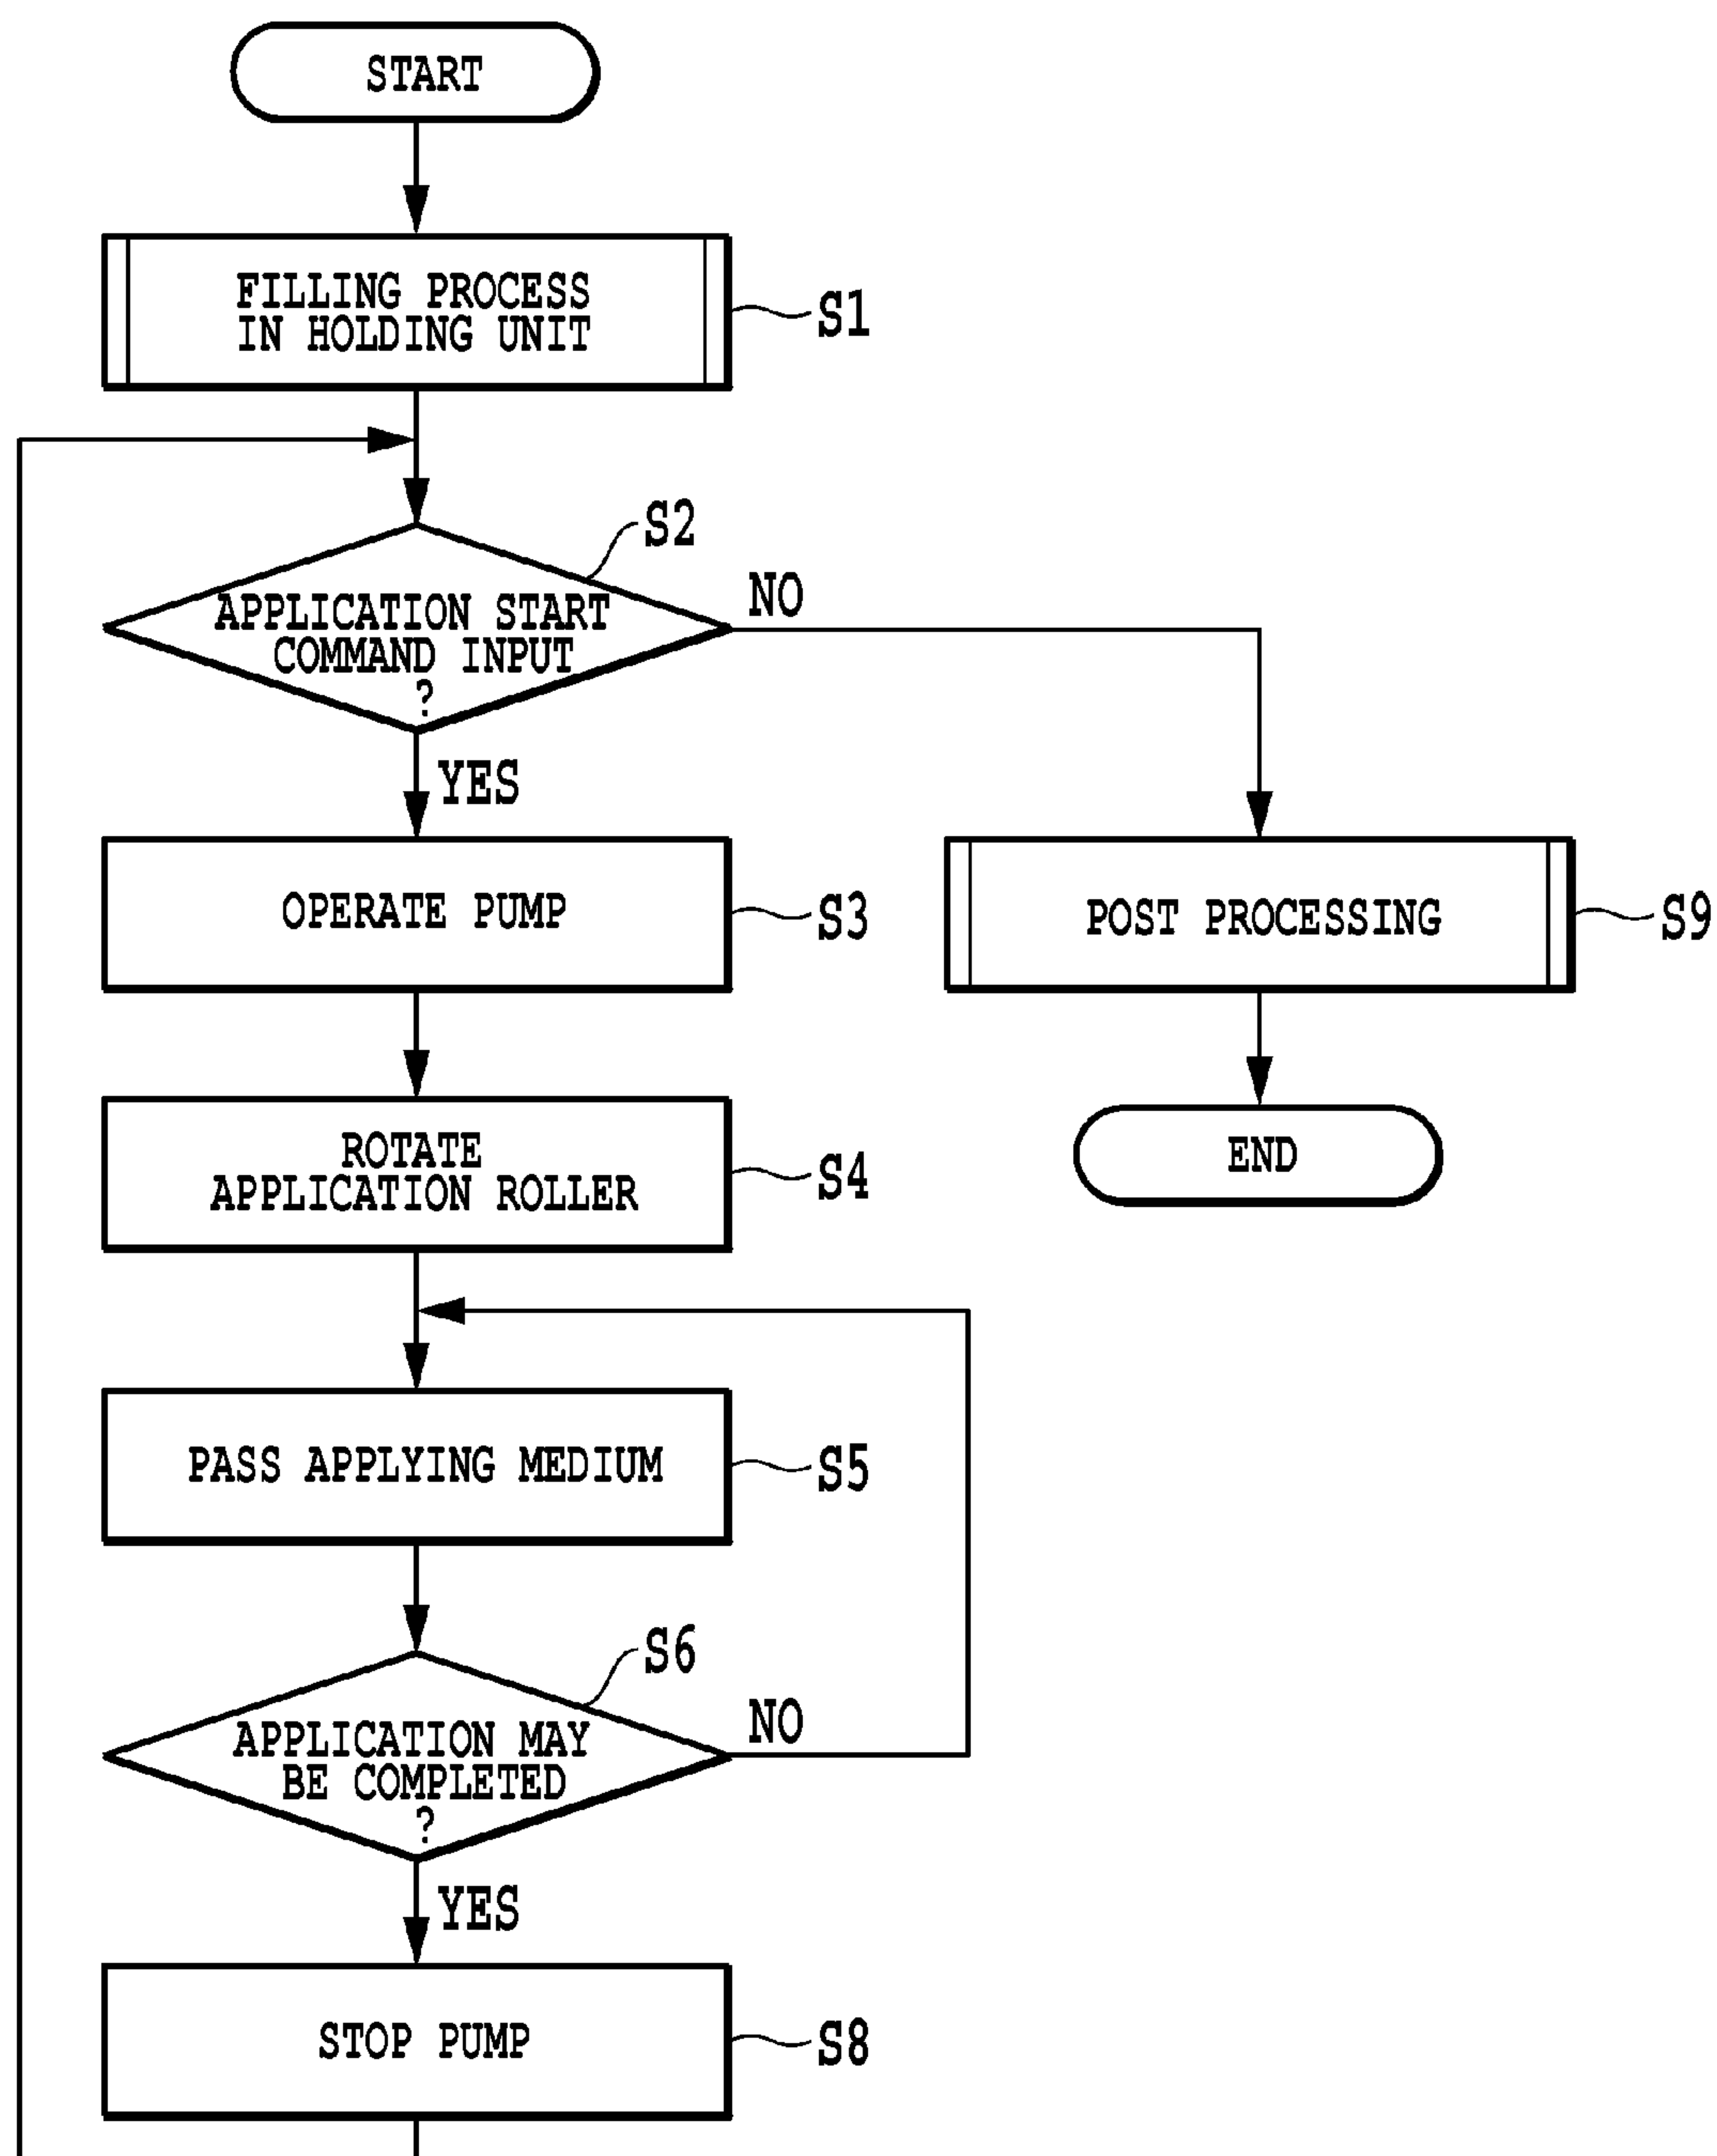 START
FILLING PROCESS
IN HOLDING UNIT
S1
S2
APPLICATION START
COMMAND INPUT
?
NO
YES
OPERATE PUMP
S3
POST PROCESSING
S9
ROTATE
APPLICATION ROLLER
S4
END
PASS APPLYING MEDIUM
S5
S6
APPLICATION MAY
BE COMPLETED
?
NO
YES
STOP PUMP
S8